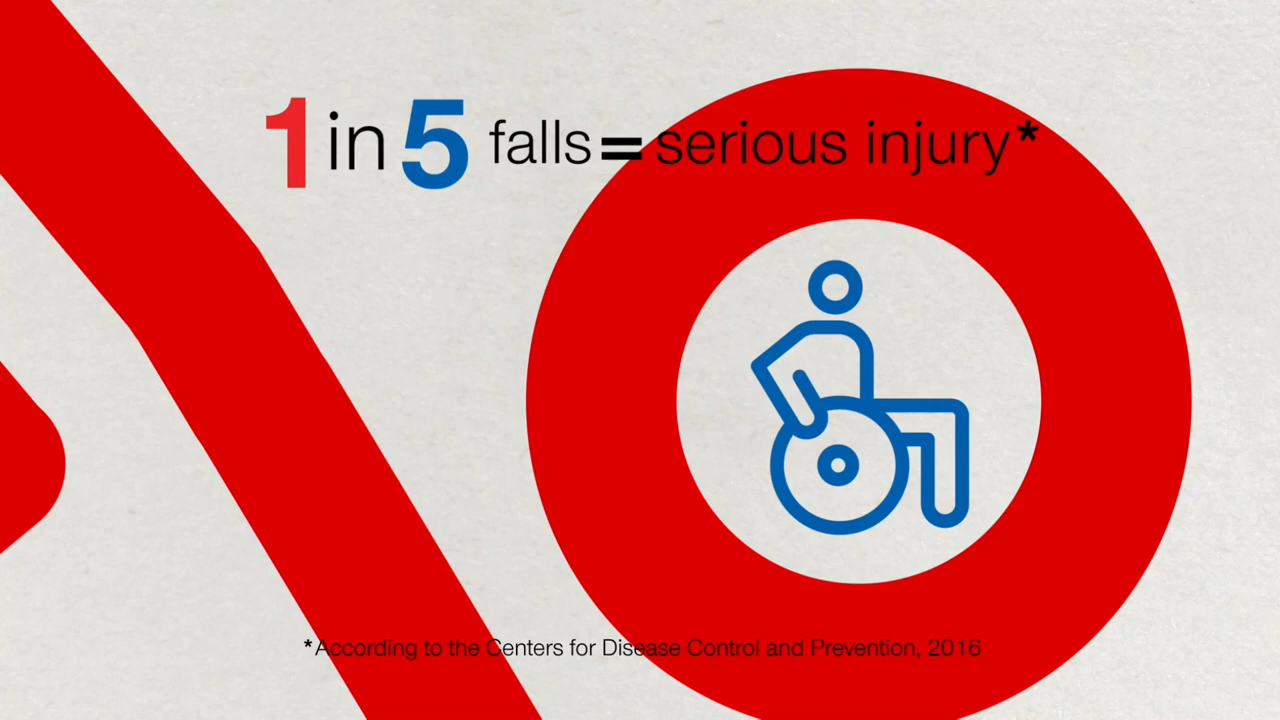 1 in 5 falls = serious injury*
*According to the Centers for Disease Control and Prevention, 2016